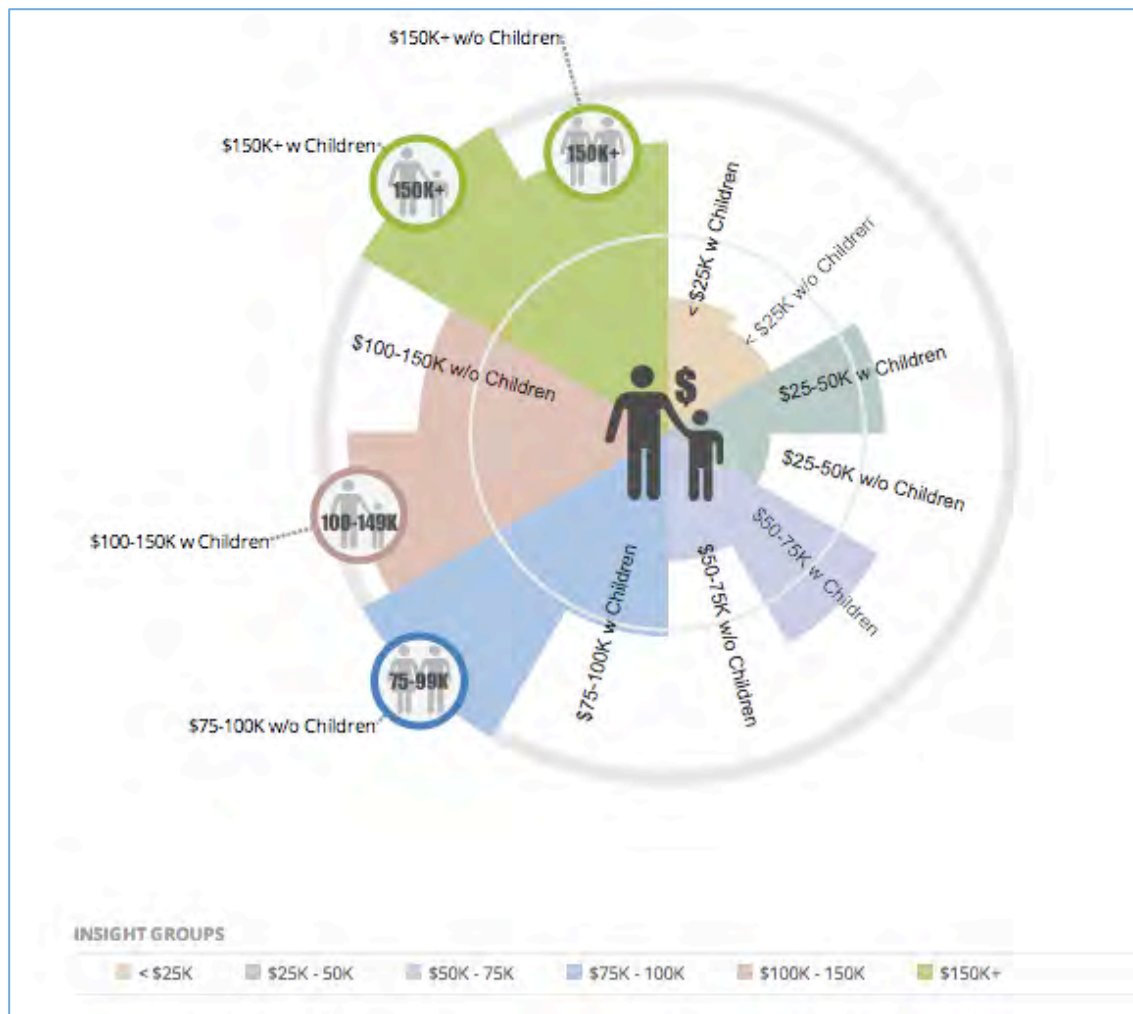 $150K+ w/o Children
150K+
$150K+ w Children
150K+
< $25K w Children
< $25K w/o Children
$25-50K w Children
$25-50K w/o Children
$50-75K w Children
$50-75K w/o Children
$75-100K w Children
$75-100K w/o Children
75-99K
$100-150K w Children
100-149K
$100-150K w/o Children
$
INSIGHT GROUPS
< $25K
$25K - 50K
$50K - 75K
$75K - 100K
$100K - 150K
$150K+